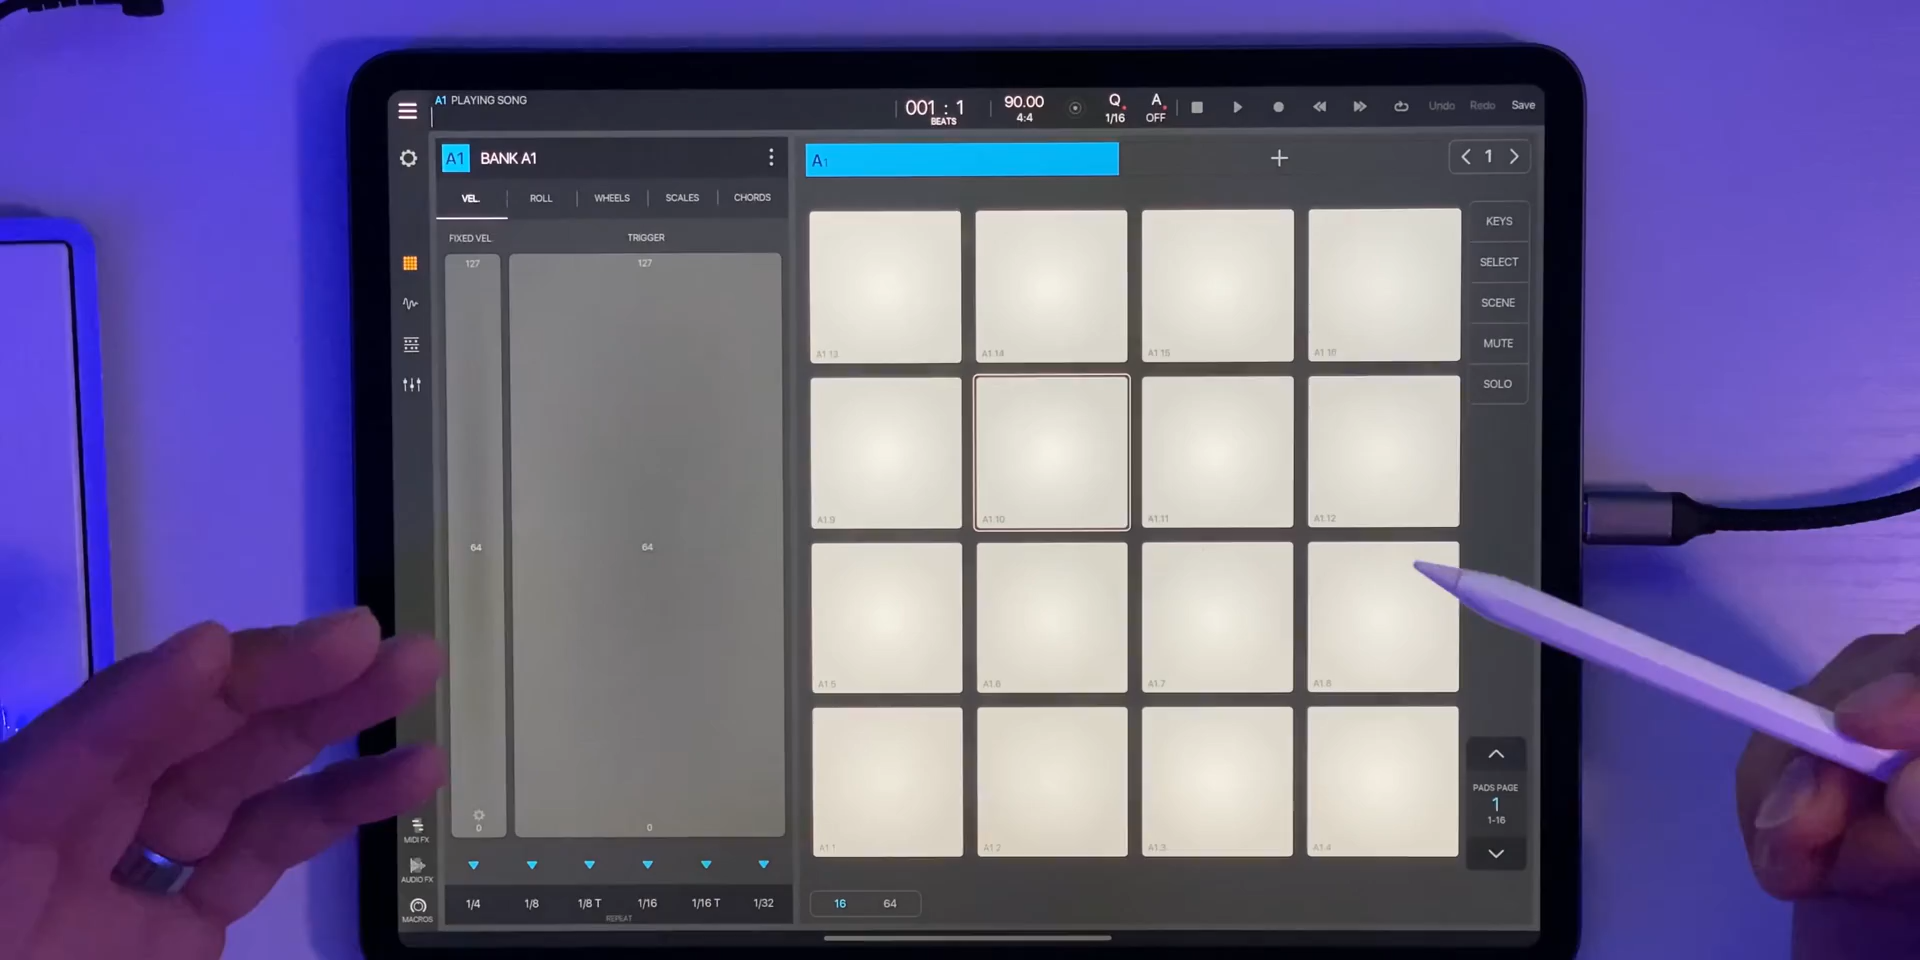 A1 PLAYING SONG
001 : 1
BEATS
90.00
4:4
Q
1/16
A
OFF
Undo
Redo
Save
A1 BANK A1
VEL.
ROLL
WHEELS
SCALES
CHORDS
FIXED VEL.
TRIGGER
127
127
64
64
0
0
1/4
1/8
1/8 T
1/16
1/16 T
1/32
REPEAT
MIDI FX
AUDIO FX
MACROS
A1
1
A1.13
A1.14
A1.15
A1.16
A1.9
A1.10
A1.11
A1.12
A1.5
A1.6
A1.7
A1.8
A1.1
A1.2
A1.3
A1.4
KEYS
SELECT
SCENE
MUTE
SOLO
PADS PAGE
1
1-16
16
64